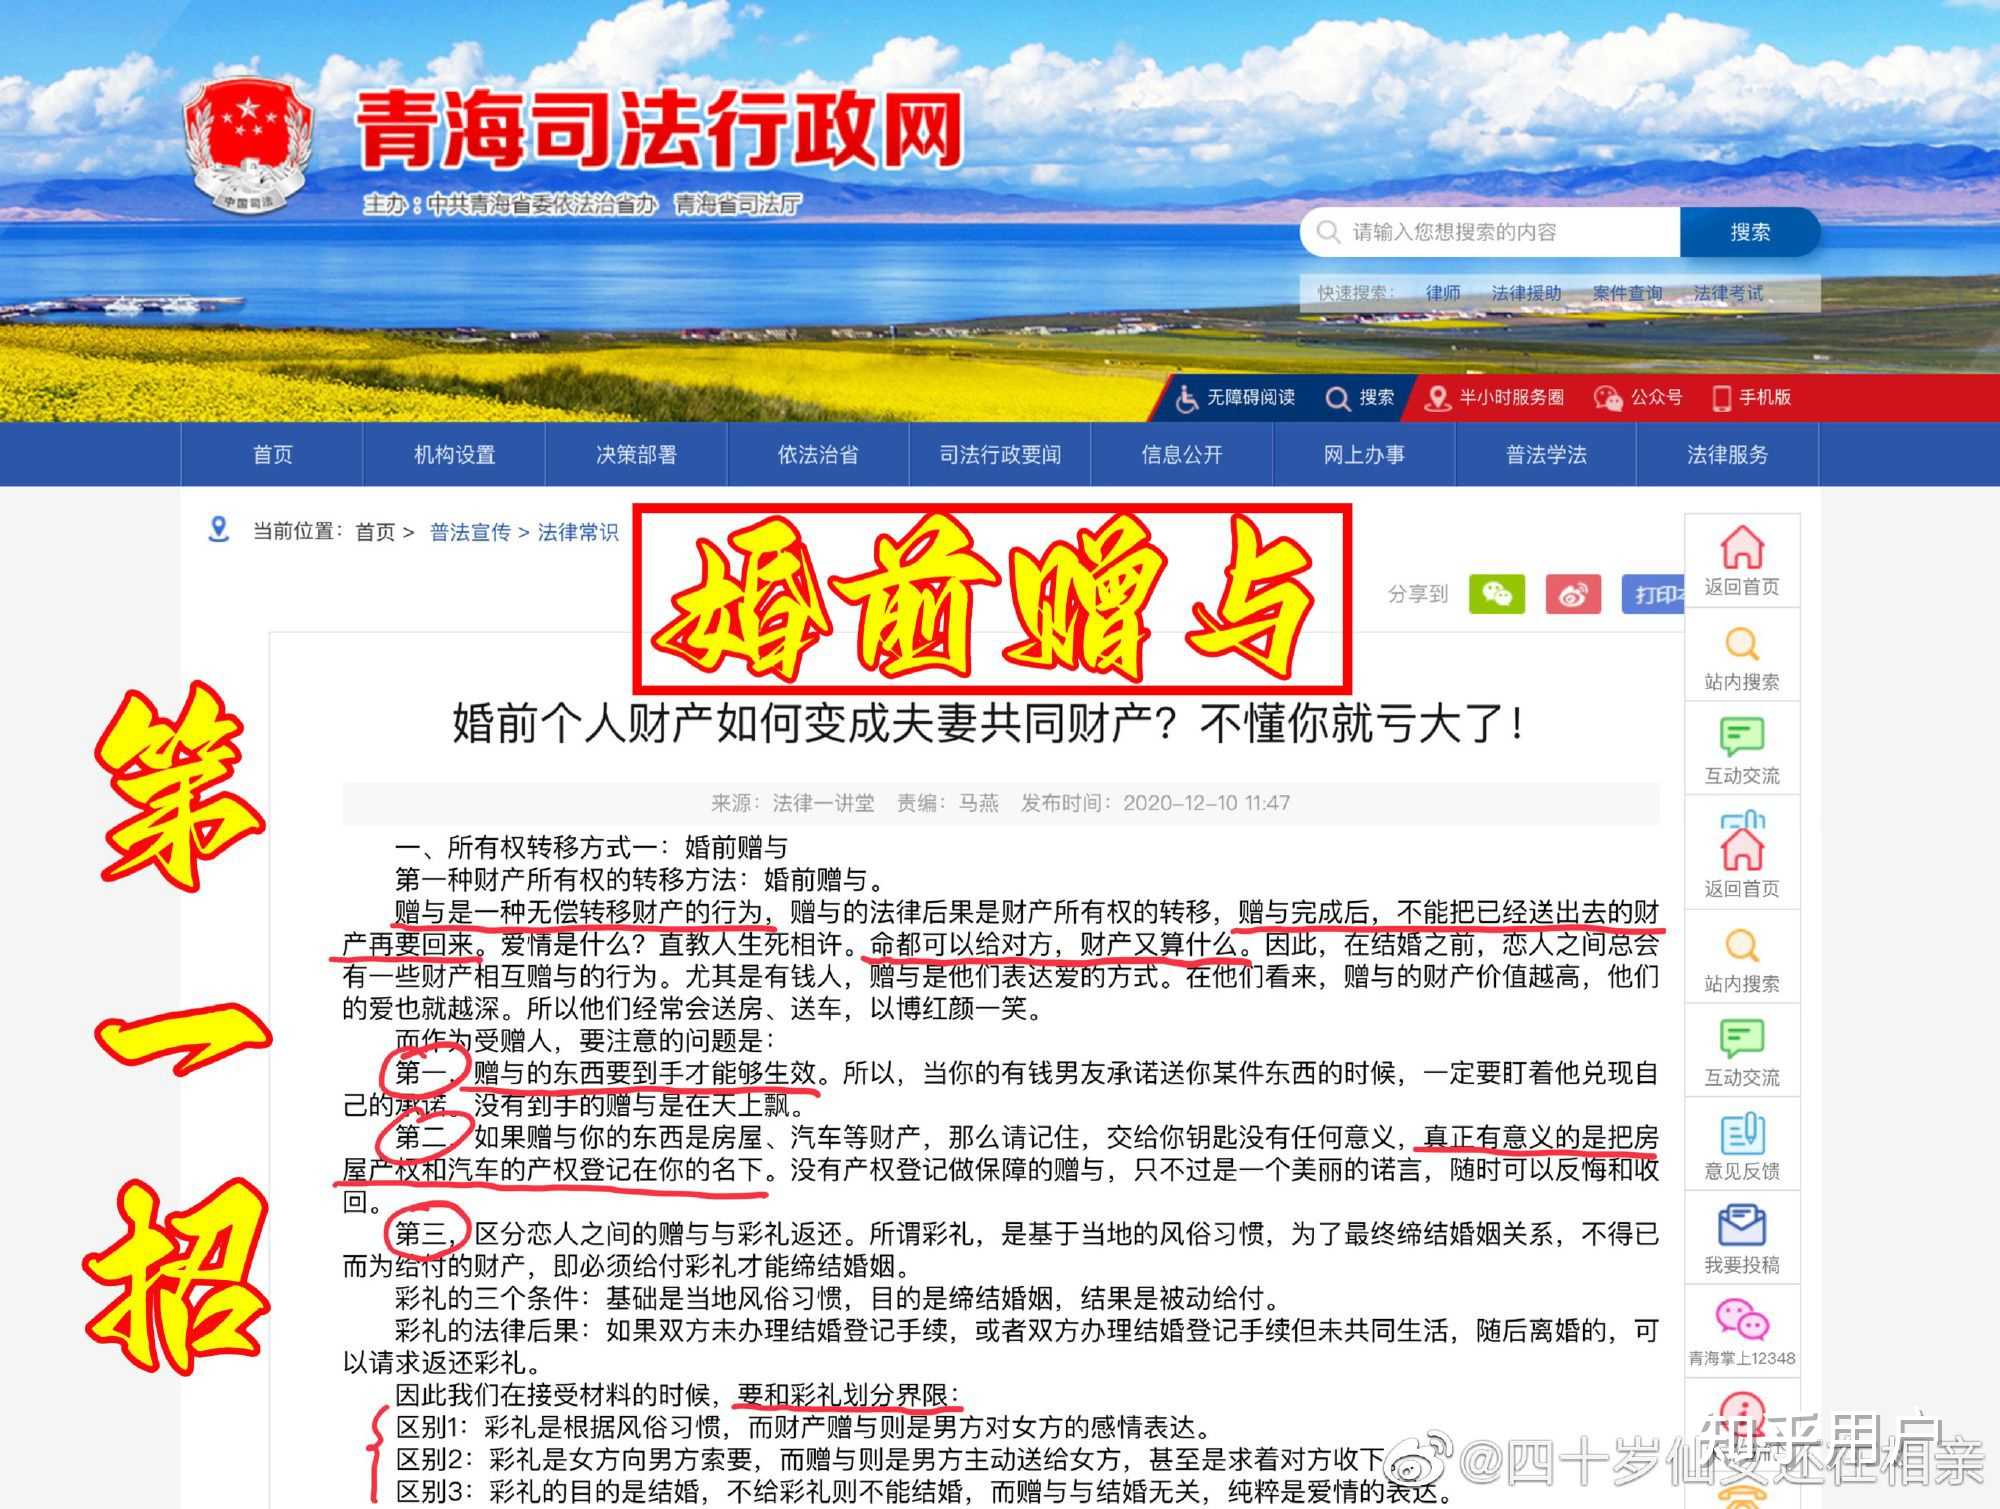 青海司法行政网
中国司法
主办：中共青海省委依法治省办 青海省司法厅
请输入您想搜索的内容 搜索
快速搜索： 律师 法律援助 案件查询 法律考试
无障碍阅读 搜索 半小时服务圈 公众号 手机版
首页 机构设置 决策部署 依法治省 司法行政要闻 信息公开 网上办事 普法学法 法律服务
当前位置：首页 > 普法宣传 > 法律常识
婚前赠与
分享到 打印
第一招
婚前个人财产如何变成夫妻共同财产？不懂你就亏大了！
来源：法律一讲堂 责编：马燕 发布时间：2020-12-10 11:47
一、所有权转移方式一：婚前赠与
第一种财产所有权的转移方法：婚前赠与。
赠与是一种无偿转移财产的行为，赠与的法律后果是财产所有权的转移，赠与完成后，不能把已经送出去的财
产再要回来。爱情是什么？直教人生死相许。命都可以给对方，财产又算什么。因此，在结婚之前，恋人之间总会
有一些财产相互赠与的行为。尤其是有钱人，赠与是他们表达爱的方式。在他们看来，赠与的财产价值越高，他们
的爱也就越深。所以他们经常会送房、送车，以博红颜一笑。
而作为受赠人，要注意的问题是：
第一，赠与的东西要到手才能够生效。所以，当你的有钱男友承诺送你某件东西的时候，一定要盯着他兑现自
己的承诺。没有到手的赠与是在天上飘。
第二，如果赠与你的东西是房屋、汽车等财产，那么请记住，交给你钥匙没有任何意义，真正有意义的是把房
屋产权和汽车的产权登记在你的名下。没有产权登记做保障的赠与，只不过是一个美丽的诺言，随时可以反悔和收
回。
第三，区分恋人之间的赠与与彩礼返还。所谓彩礼，是基于当地的风俗习惯，为了最终缔结婚姻关系，不得已
而为给付的财产，即必须给付彩礼才能缔结婚姻。
彩礼的三个条件：基础是当地风俗习惯，目的是缔结婚姻，结果是被动给付。
彩礼的法律后果：如果双方未办理结婚登记手续，或者双方办理结婚登记手续但未共同生活，随后离婚的，可
以请求返还彩礼。
因此我们在接受材料的时候，要和彩礼划分界限：
区别1：彩礼是根据风俗习惯，而财产赠与则是男方对女方的感情表达。
区别2：彩礼是女方向男方索要，而赠与则是男方主动送给女方，甚至是求着对方收下。
区别3：彩礼的目的是结婚，不给彩礼则不能结婚，而赠与与结婚无关，纯粹是爱情的表达。
返回首页
站内搜索
互动交流
返回首页
站内搜索
互动交流
意见反馈
我要投稿
青海掌上12348
知乎用户
@四十岁仙女还在相亲